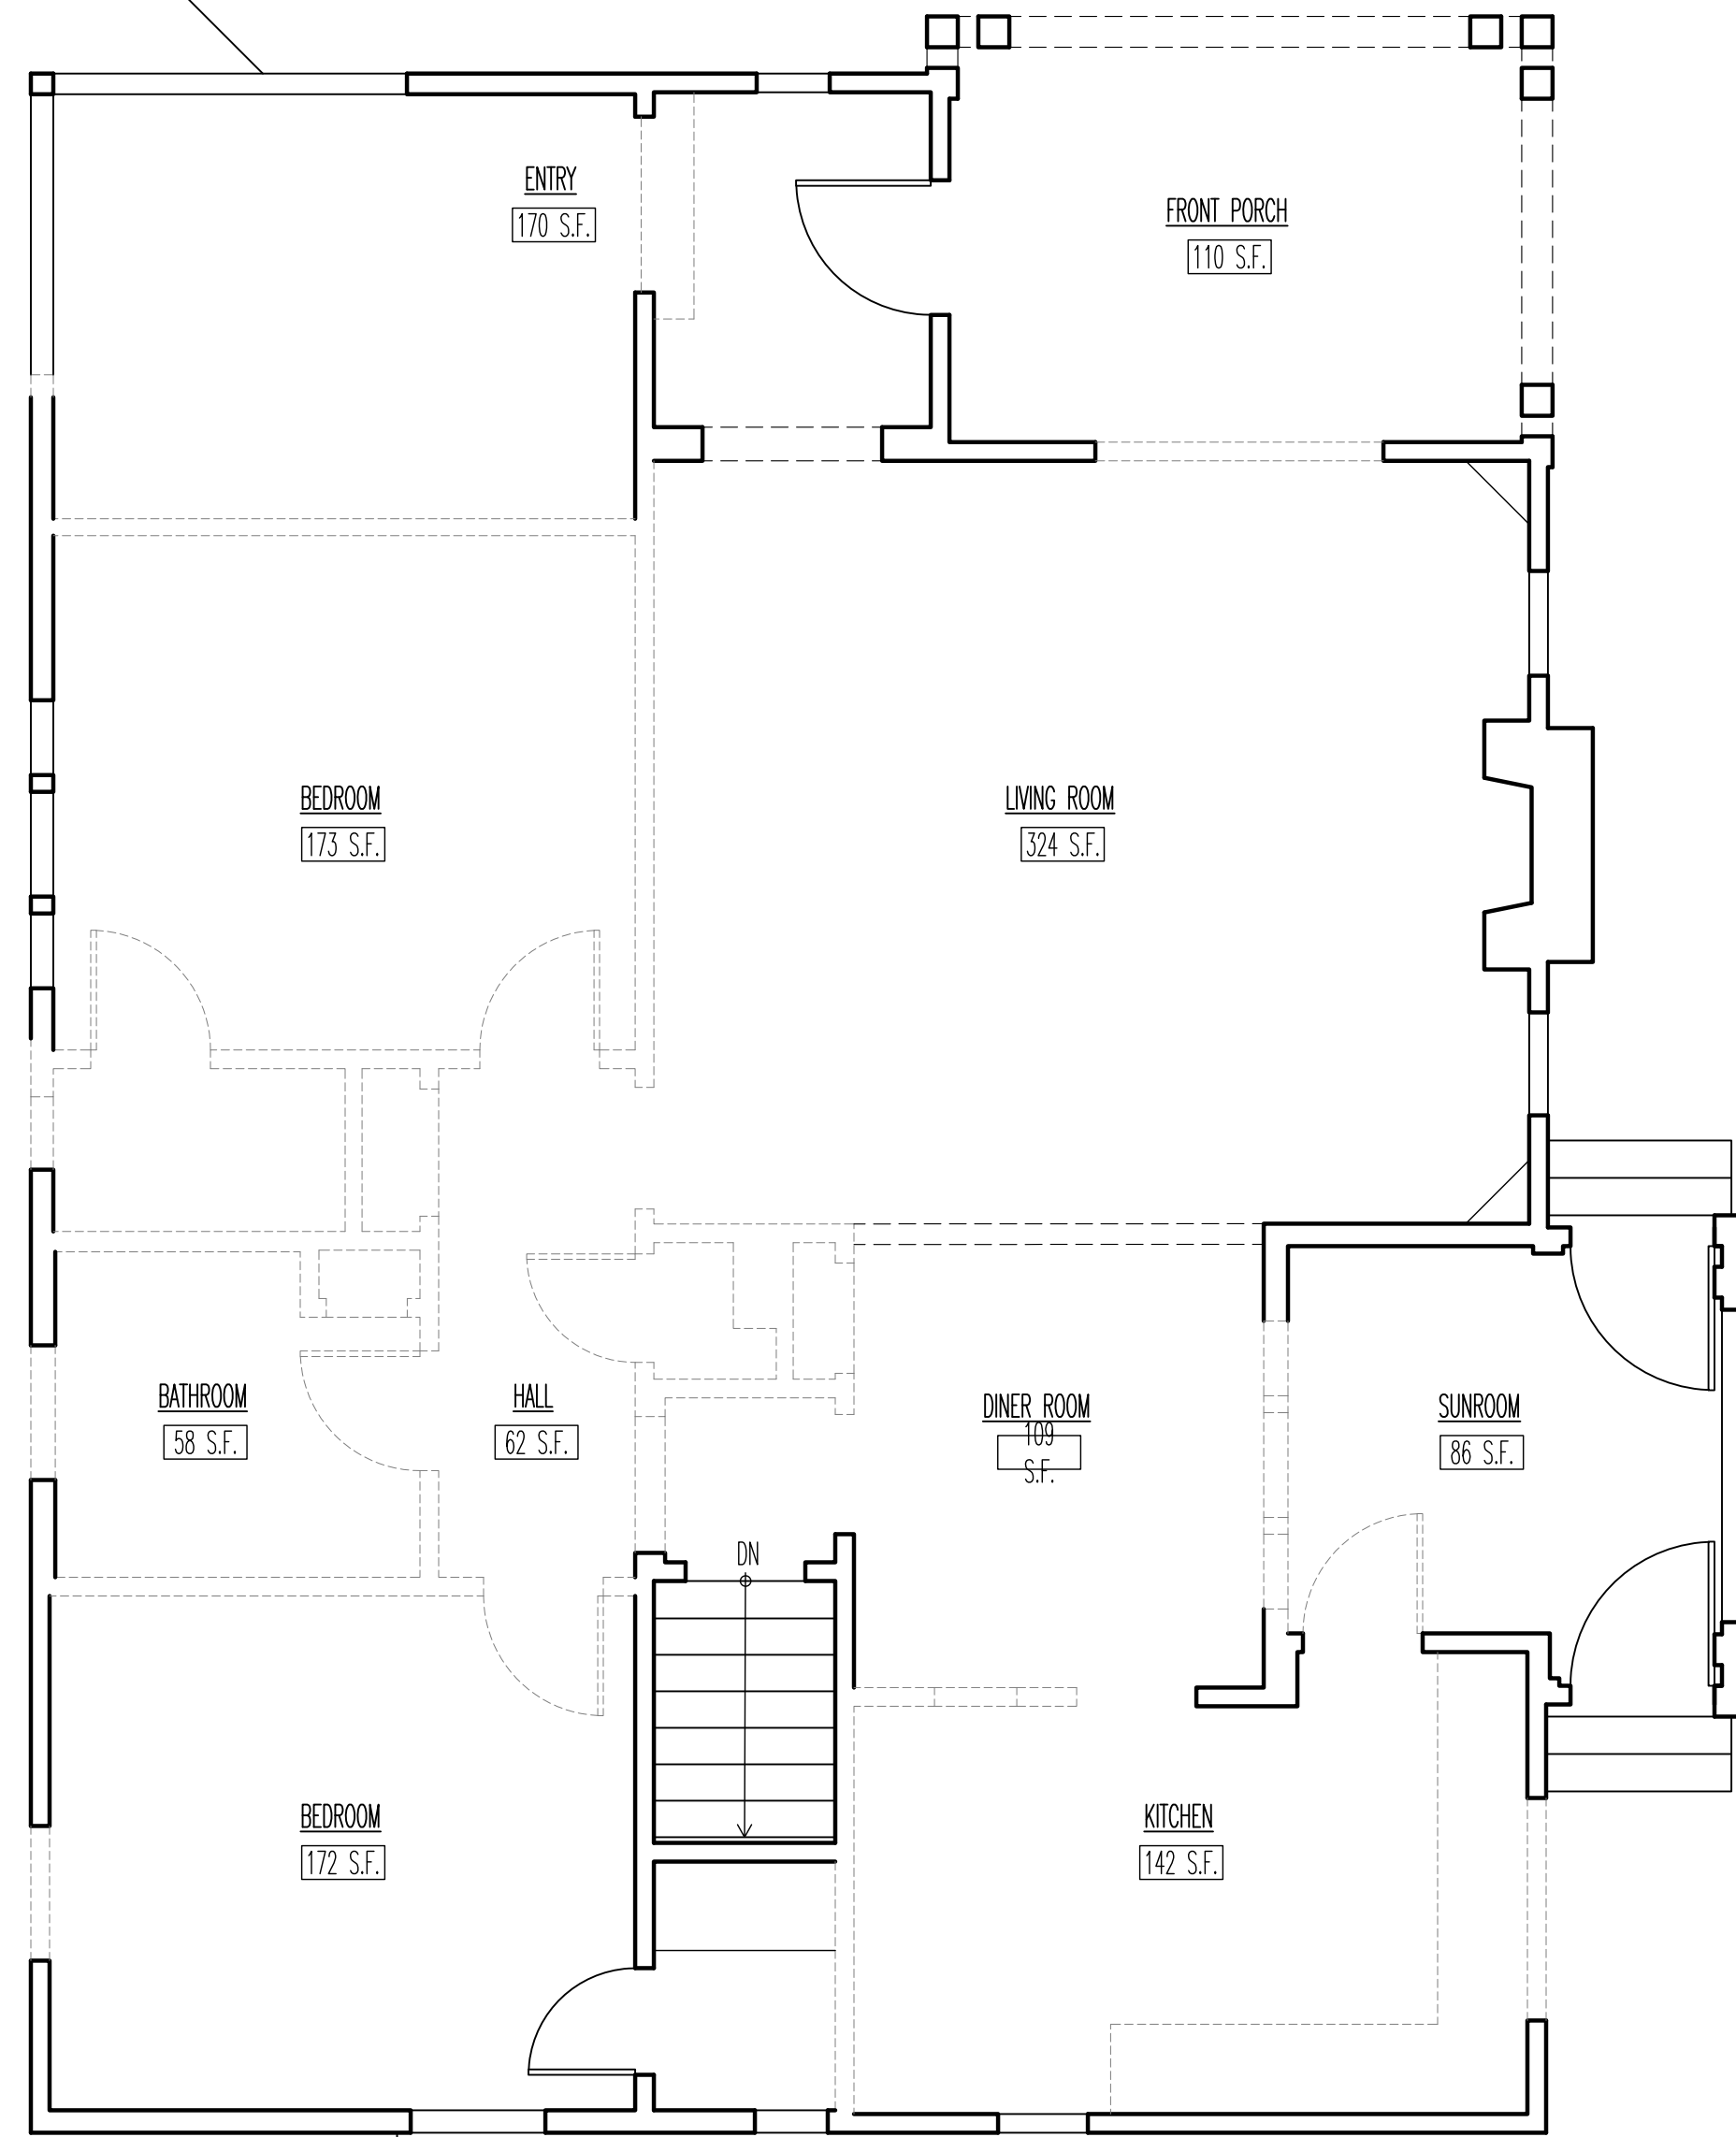 ENTRY
170 S.F.
FRONT PORCH
110 S.F.
BEDROOM
173 S.F.
LIVING ROOM
324 S.F.
BATHROOM
58 S.F.
HALL
62 S.F.
DINER ROOM
109
S.F.
SUNROOM
86 S.F.
DN
BEDROOM
172 S.F.
KITCHEN
142 S.F.